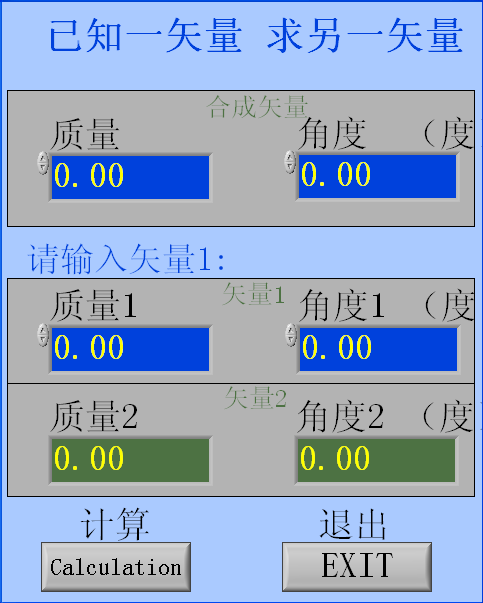 已知一矢量 求另一矢量
合成矢量
质量 角度 （度
0.00 0.00
请输入矢量1:
矢量1
质量1 角度1 （度
0.00 0.00
矢量2
质量2 角度2 （度
0.00 0.00
计算 退出
Calculation EXIT